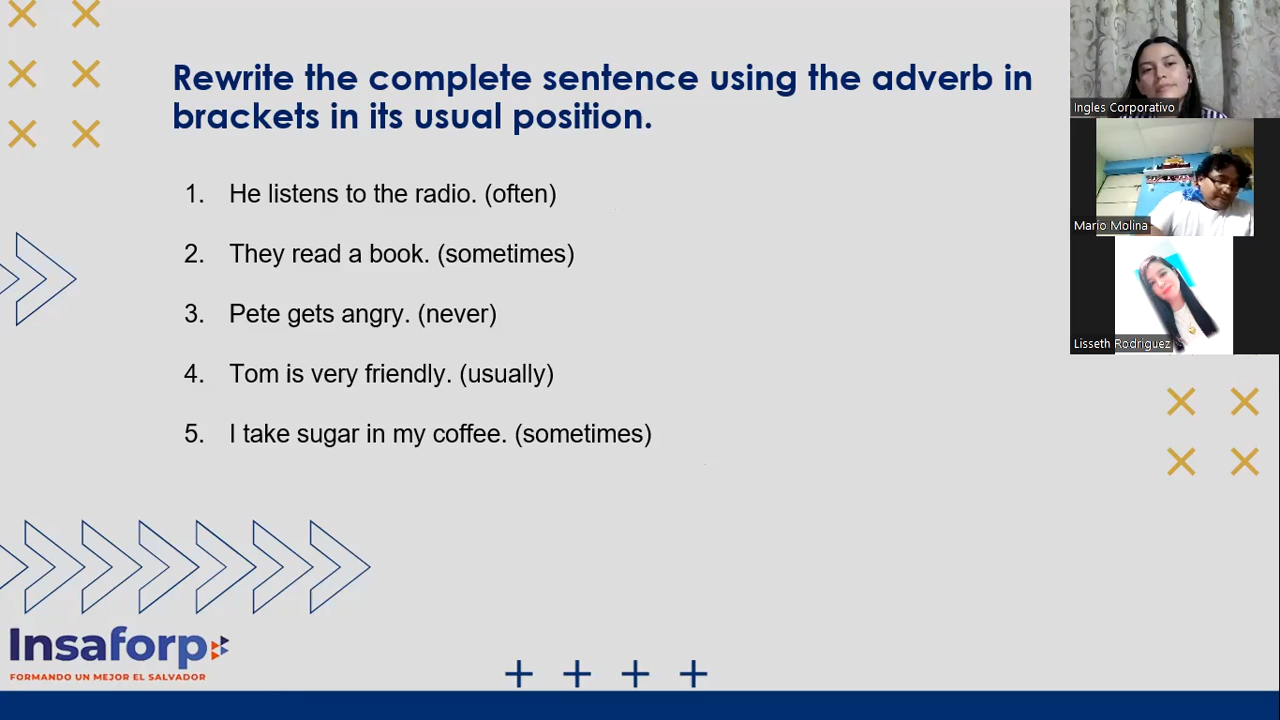 Rewrite the complete sentence using the adverb in
brackets in its usual position.
1. He listens to the radio. (often)
2. They read a book. (sometimes)
3. Pete gets angry. (never)
4. Tom is very friendly. (usually)
5. I take sugar in my coffee. (sometimes)
Insaforp
FORMANDO UN MEJOR EL SALVADOR
Ingles Corporativo
Mario Molina
Lisseth Rodriguez